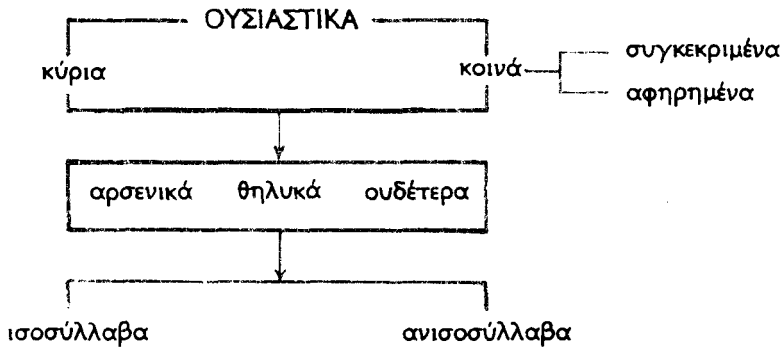 ΟΥΣΙΑΣΤΙΚΑ
κύρια κοινά συγκεκριμένα
αφηρημένα
αρσενικά θηλυκά ουδέτερα
ισοσύλλαβα ανισοσύλλαβα